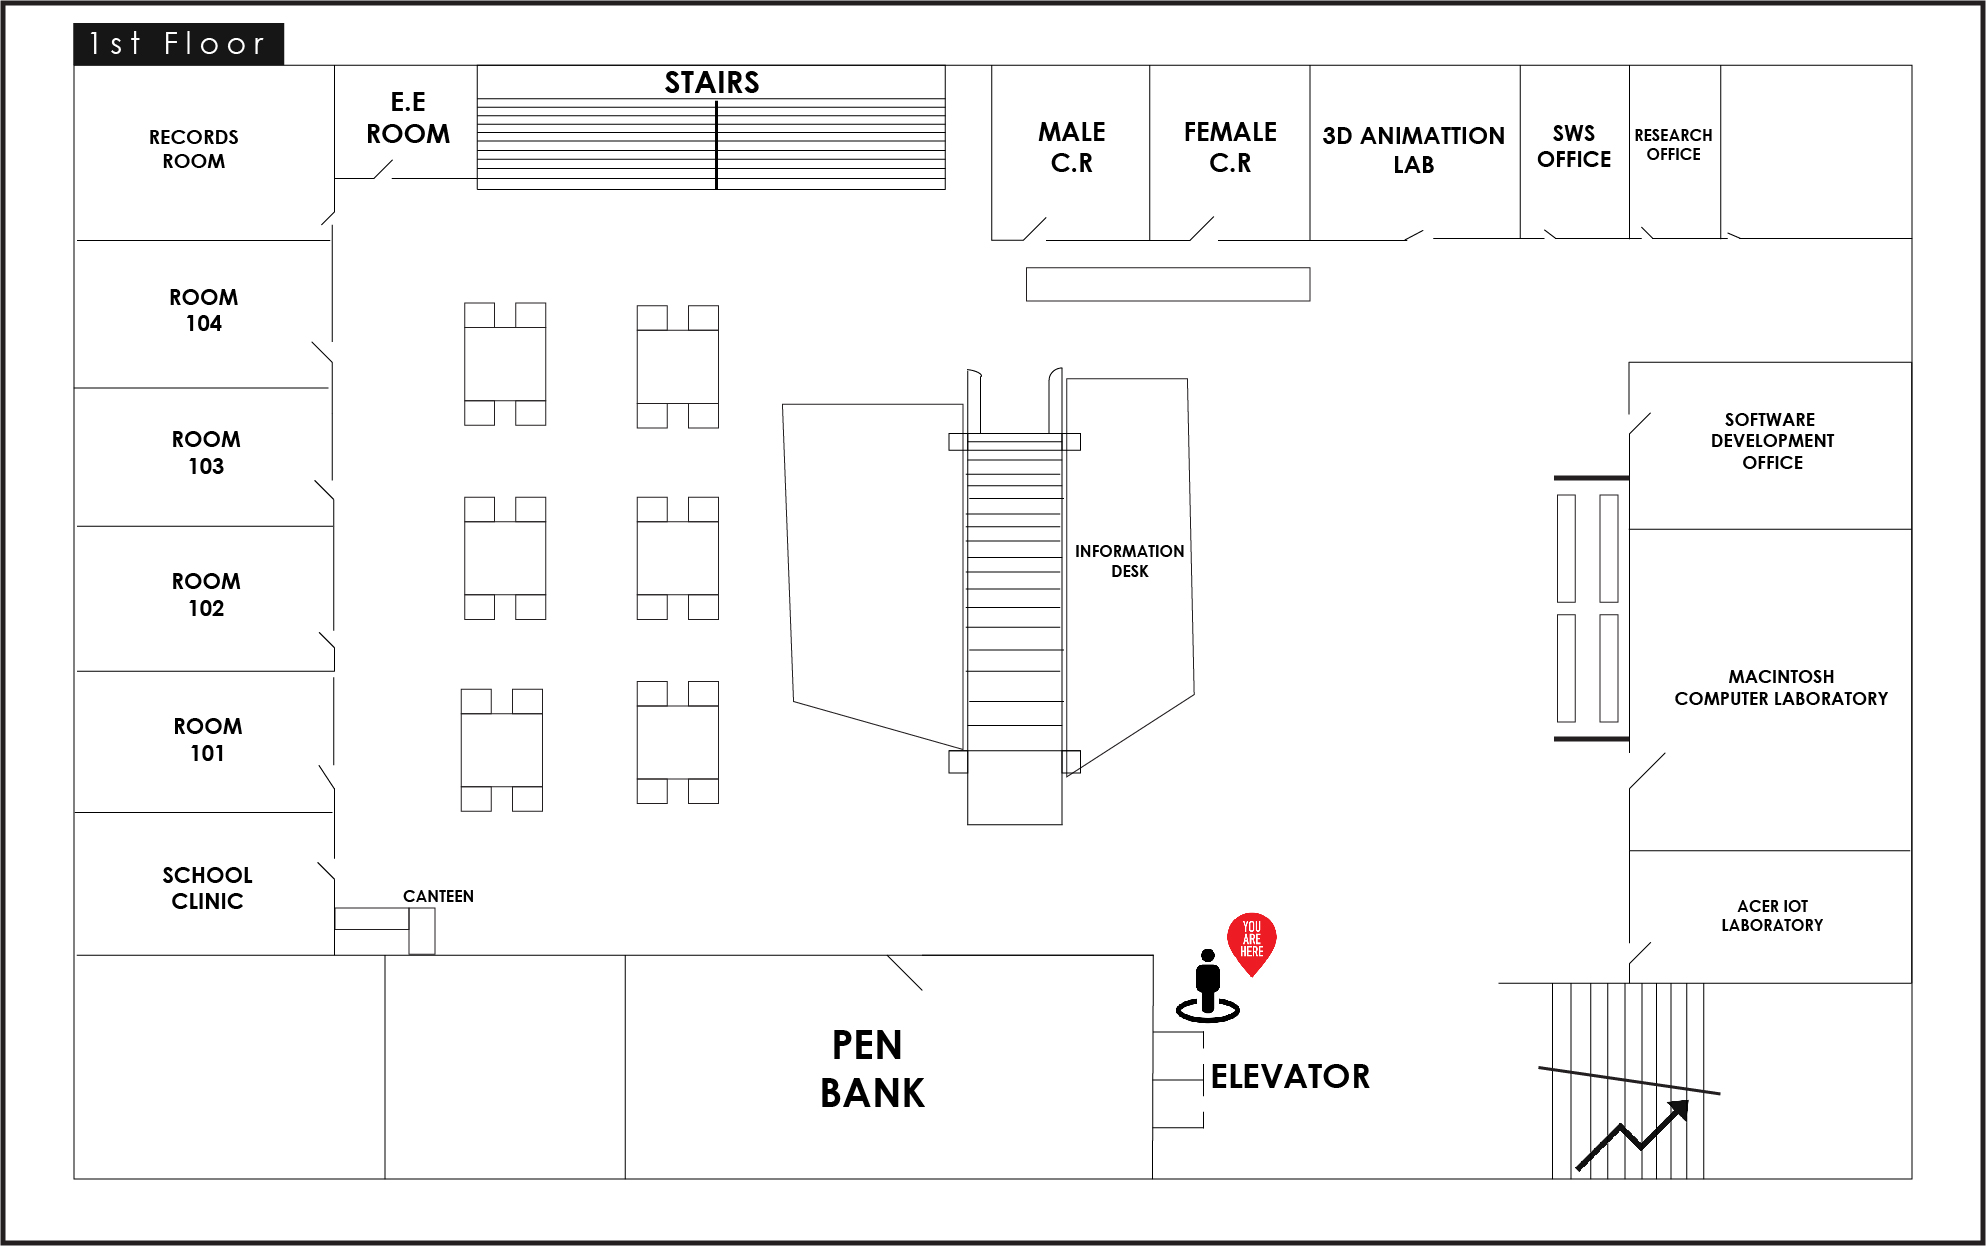 1st Floor
RECORDS
ROOM
E.E
ROOM
STAIRS
MALE
C.R
FEMALE
C.R
3D ANIMATTION
LAB
SWS
OFFICE
RESEARCH
OFFICE
ROOM
104
ROOM
103
ROOM
102
ROOM
101
SCHOOL
CLINIC
CANTEEN
INFORMATION
DESK
SOFTWARE
DEVELOPMENT
OFFICE
MACINTOSH
COMPUTER LABORATORY
ACER IOT
LABORATORY
YOU
ARE
HERE
PEN
BANK
ELEVATOR